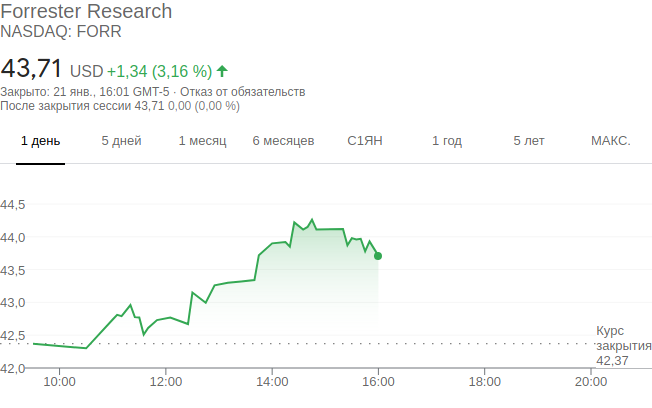 Forrester Research
NASDAQ: FORR
43,71 USD +1,34 (3,16 %)
Закрыто: 21 янв., 16:01 GMT-5 · Отказ от обязательств
После закрытия сессии 43,71 0,00 (0,00 %)
1 день 5 дней 1 месяц 6 месяцев С1ЯН 1 год 5 лет МАКС.
44,5
44,0
43,5
43,0
42,5
42,0
Курс
закрытия
42,37
10:00 12:00 14:00 16:00 18:00 20:00